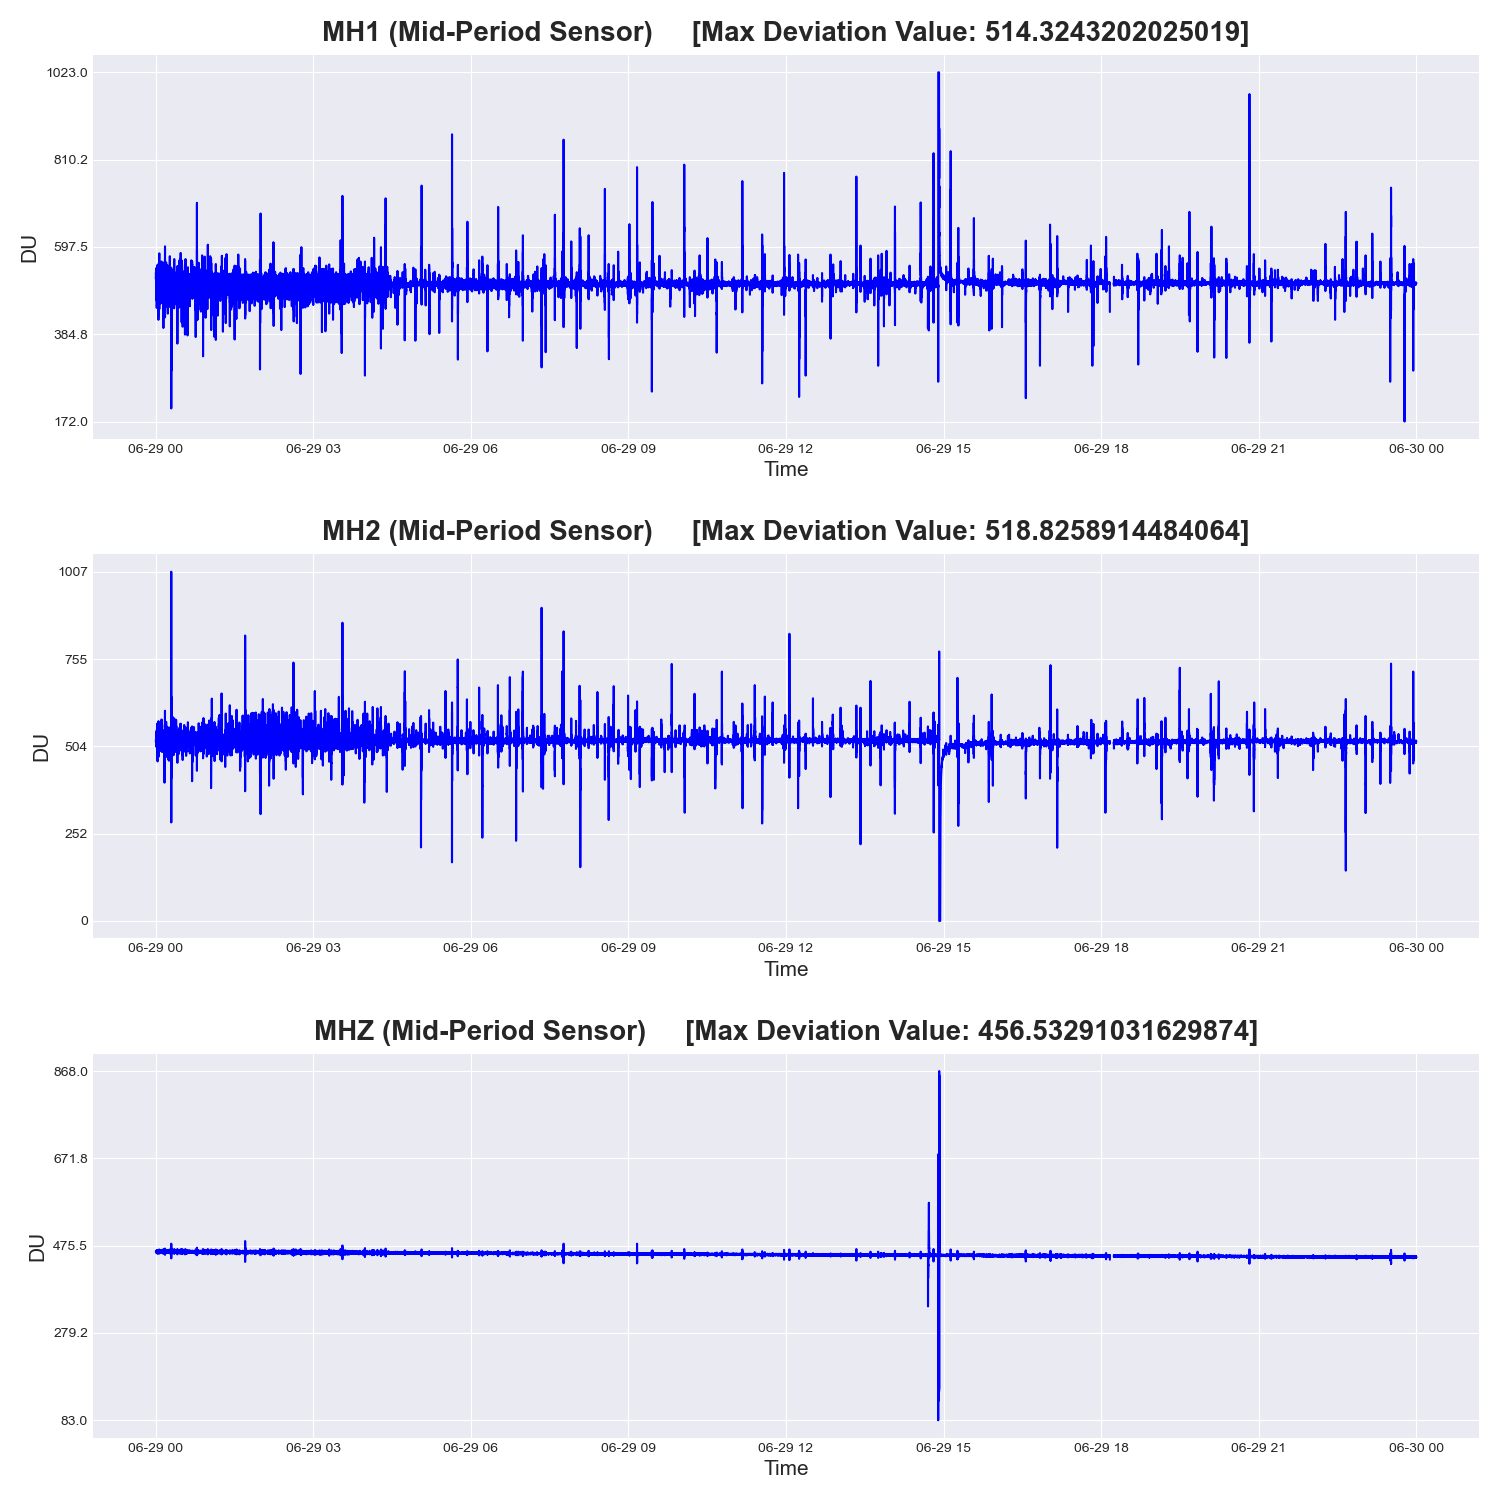 MH1 (Mid-Period Sensor) [Max Deviation Value: 514.3243202025019]
1023.0
810.2
597.5
384.8
172.0
DU
06-29 00 06-29 03 06-29 06 06-29 09 06-29 12 06-29 15 06-29 18 06-29 21 06-30 00
Time
MH2 (Mid-Period Sensor) [Max Deviation Value: 518.8258914484064]
1007
755
504
252
0
DU
06-29 00 06-29 03 06-29 06 06-29 09 06-29 12 06-29 15 06-29 18 06-29 21 06-30 00
Time
MHZ (Mid-Period Sensor) [Max Deviation Value: 456.53291031629874]
868.0
671.8
475.5
279.2
83.0
DU
06-29 00 06-29 03 06-29 06 06-29 09 06-29 12 06-29 15 06-29 18 06-29 21 06-30 00
Time